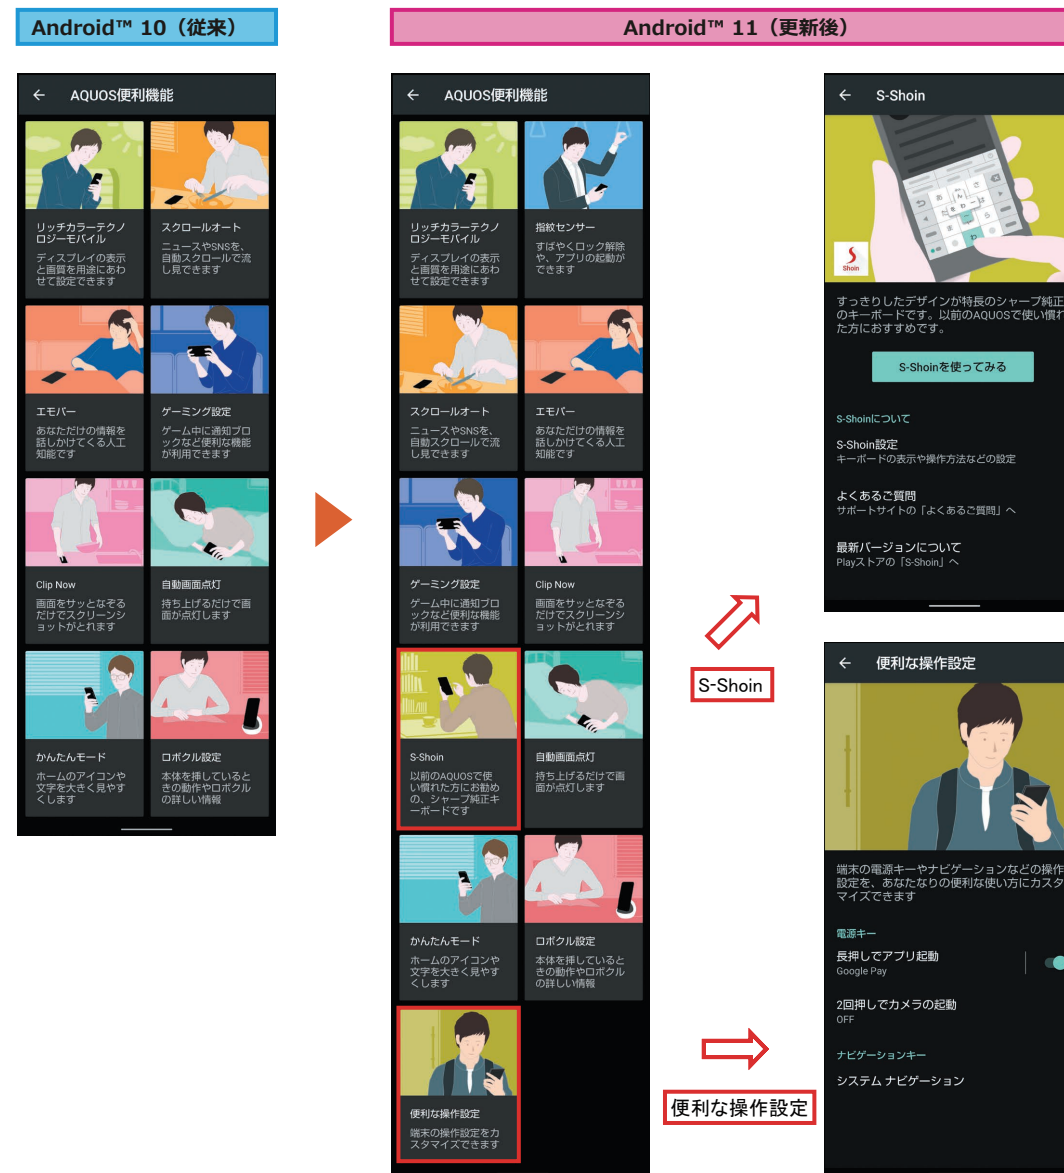 Android™ 10（従来）
Android™ 11（更新後）
← AQUOS便利機能
リッチカラーテクノ
ロジーモバイル
ディスプレイの表示
と画質を用途にあわ
せて設定できます
スクロールオート
ニュースやSNSを、
自動スクロールで流
し見できます
エモパー
あなただけの情報を
話しかけてくる人工
知能です
ゲーミング設定
ゲーム中に通知ブロ
ックなど便利な機能
が利用できます
Clip Now
画面をサッとなぞる
だけでスクリーンシ
ョットがとれます
自動画面点灯
持ち上げるだけで画
面が点灯します
かんたんモード
ホームのアイコンや
文字を大きく見やす
くします
ロボクル設定
本体を挿していると
きの動作やロボクル
の詳しい情報
← AQUOS便利機能
リッチカラーテクノ
ロジーモバイル
ディスプレイの表示
と画質を用途にあわ
せて設定できます
指紋センサー
すばやくロック解除
や、アプリの起動が
できます
スクロールオート
ニュースやSNSを、
自動スクロールで流
し見できます
エモパー
あなただけの情報を
話しかけてくる人工
知能です
ゲーミング設定
ゲーム中に通知ブロ
ックなど便利な機能
が利用できます
Clip Now
画面をサッとなぞる
だけでスクリーンシ
ョットがとれます
S-Shoin
以前のAQUOSで使
い慣れた方にお勧め
の、シャープ純正キ
ーボードです
自動画面点灯
持ち上げるだけで画
面が点灯します
かんたんモード
ホームのアイコンや
文字を大きく見やす
くします
ロボクル設定
本体を挿していると
きの動作やロボクル
の詳しい情報
便利な操作設定
端末の操作設定をカ
スタマイズできます
S-Shoin
便利な操作設定
← S-Shoin
Shoin
すっきりしたデザインが特長のシャープ純正
のキーボードです。以前のAQUOSで使い慣れ
た方におすすめです。
S-Shoinを使ってみる
S-Shoinについて
S-Shoin設定
キーボードの表示や操作方法などの設定
よくあるご質問
サポートサイトの「よくあるご質問」へ
最新バージョンについて
Playストアの「S-Shoin」へ
← 便利な操作設定
端末の電源キーやナビゲーションなどの操作
設定を、あなたなりの便利な使い方にカスタ
マイズできます
電源キー
長押しでアプリ起動
Google Pay
2回押しでカメラの起動
OFF
ナビゲーションキー
システム ナビゲーション